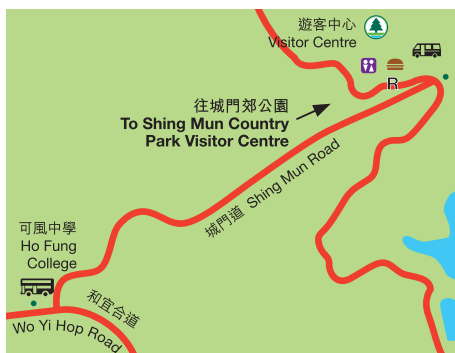 遊客中心
Visitor Centre
R
往城門郊公園
To Shing Mun Country
Park Visitor Centre
城門道 Shing Mun Road
可風中學
Ho Fung
College
和宜合道
Wo Yi Hop Road